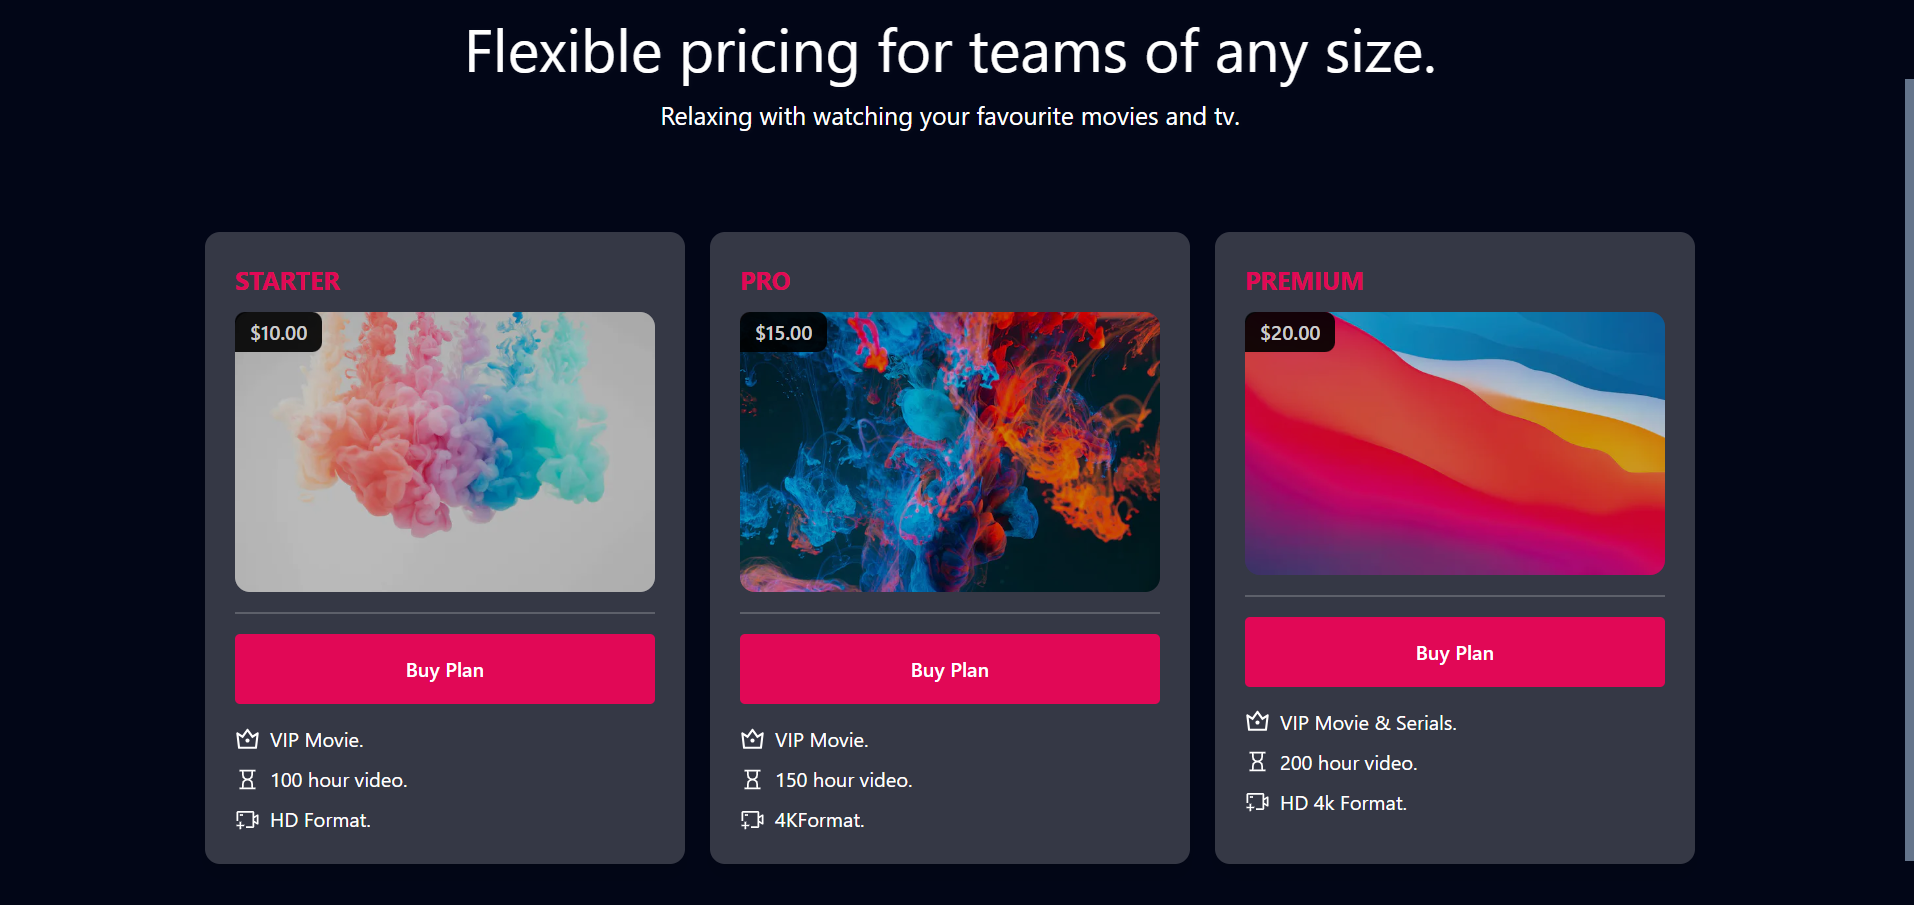 Flexible pricing for teams of any size.
Relaxing with watching your favourite movies and tv.
STARTER
$10.00
Buy Plan
VIP Movie.
100 hour video.
HD Format.
PRO
$15.00
Buy Plan
VIP Movie.
150 hour video.
4KFormat.
PREMIUM
$20.00
Buy Plan
VIP Movie & Serials.
200 hour video.
HD 4k Format.